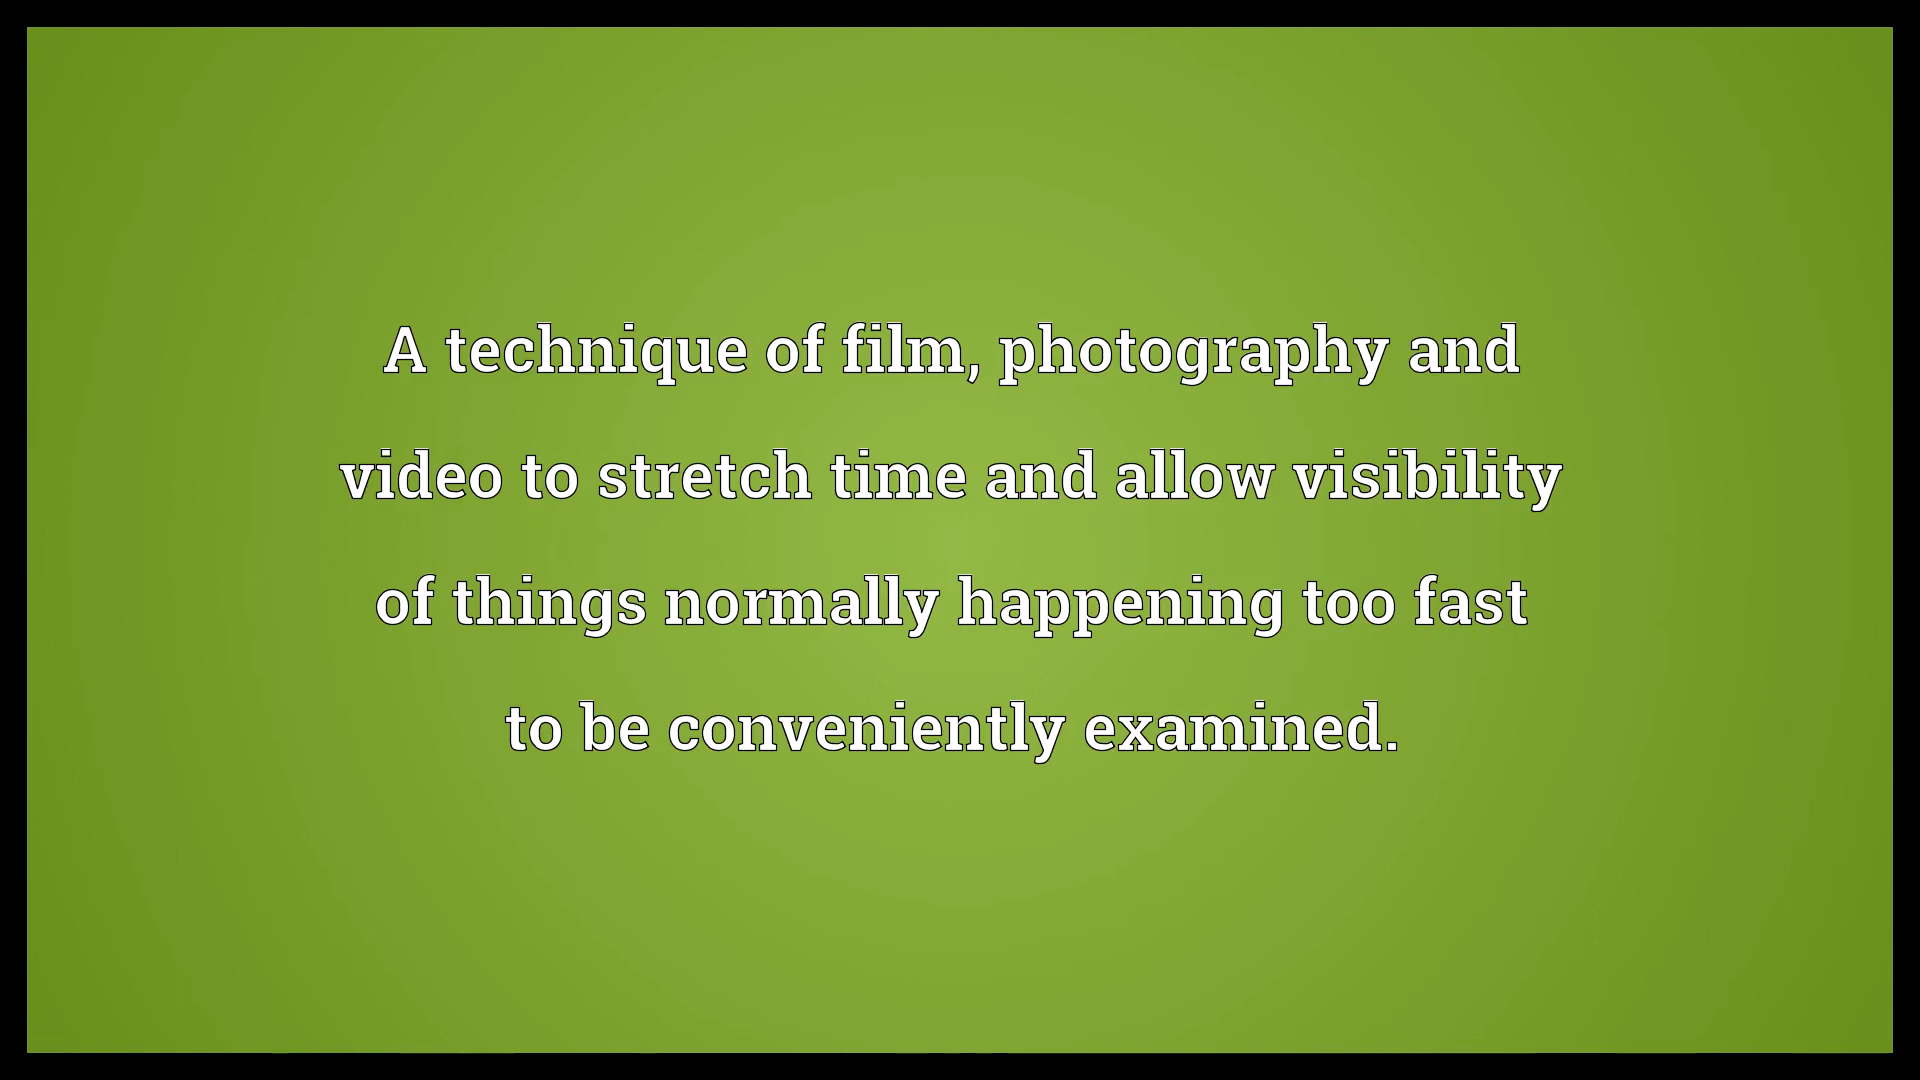 A technique of film, photography and
video to stretch time and allow visibility
of things normally happening too fast
to be conveniently examined.